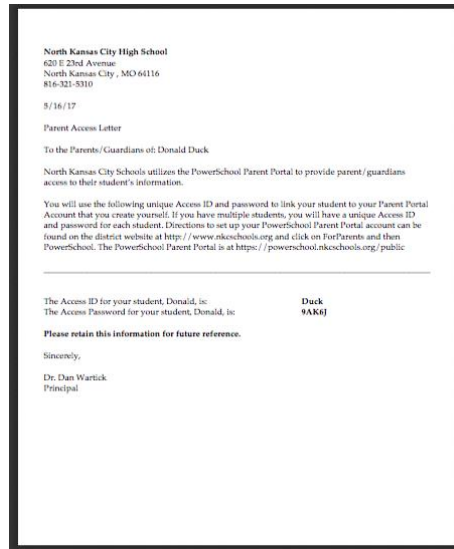 North Kansas City High School
620 E 23rd Avenue
North Kansas City , MO 64116
816-321-5310
5/16/17
Parent Access Letter
To the Parents/Guardians of: Donald Duck
North Kansas City Schools utilizes the PowerSchool Parent Portal to provide parent/guardians
access to their student's information.
You will use the following unique Access ID and password to link your student to your Parent Portal
Account that you create yourself. If you have multiple students, you will have a unique Access ID
and password for each student. Directions to set up your PowerSchool Parent Portal account can be
found on the district website at http://www.nkcschools.org and click on ForParents and then
PowerSchool. The PowerSchool Parent Portal is at https://powerschool.nkcschools.org/public
The Access ID for your student, Donald, is: Duck
The Access Password for your student, Donald, is: 9AK6J
Please retain this information for future reference.
Sincerely,
Dr. Dan Wartick
Principal